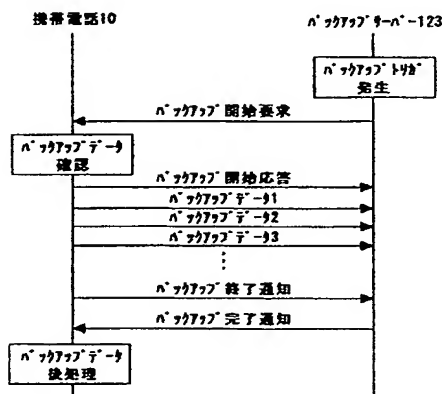 携帯電話10
ﾊﾞｯｸｱｯﾌﾟｻｰﾊﾞｰ123
ﾊﾞｯｸｱｯﾌﾟﾄﾘｶﾞ
発生
ﾊﾞｯｸｱｯﾌﾟ開始要求
ﾊﾞｯｸｱｯﾌﾟﾃﾞｰﾀ
確認
ﾊﾞｯｸｱｯﾌﾟ開始応答
ﾊﾞｯｸｱｯﾌﾟﾃﾞｰﾀ1
ﾊﾞｯｸｱｯﾌﾟﾃﾞｰﾀ2
ﾊﾞｯｸｱｯﾌﾟﾃﾞｰﾀ3
⋮
ﾊﾞｯｸｱｯﾌﾟ終了通知
ﾊﾞｯｸｱｯﾌﾟ完了通知
ﾊﾞｯｸｱｯﾌﾟﾃﾞｰﾀ
後処理